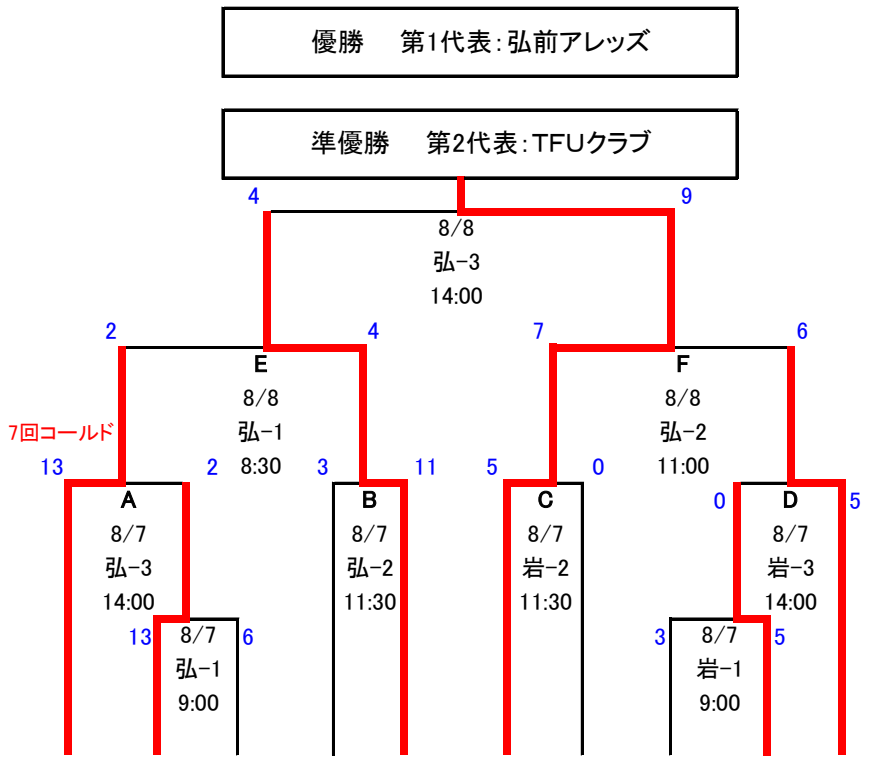 優勝　第1代表：弘前アレッズ
準優勝　第2代表：TFUクラブ
4 9
8/8
弘-3
14:00
2 4 7 6
E F
8/8 8/8
弘-1 弘-2
7回コールド
8:30 11:00
13 2 3 11 5 0 0 5
A B C D
8/7 8/7 8/7 8/7
弘-3 弘-2 岩-2 岩-3
14:00 11:30 11:30 14:00
13 8/7 6 3 8/7 5
弘-1 岩-1
9:00 9:00